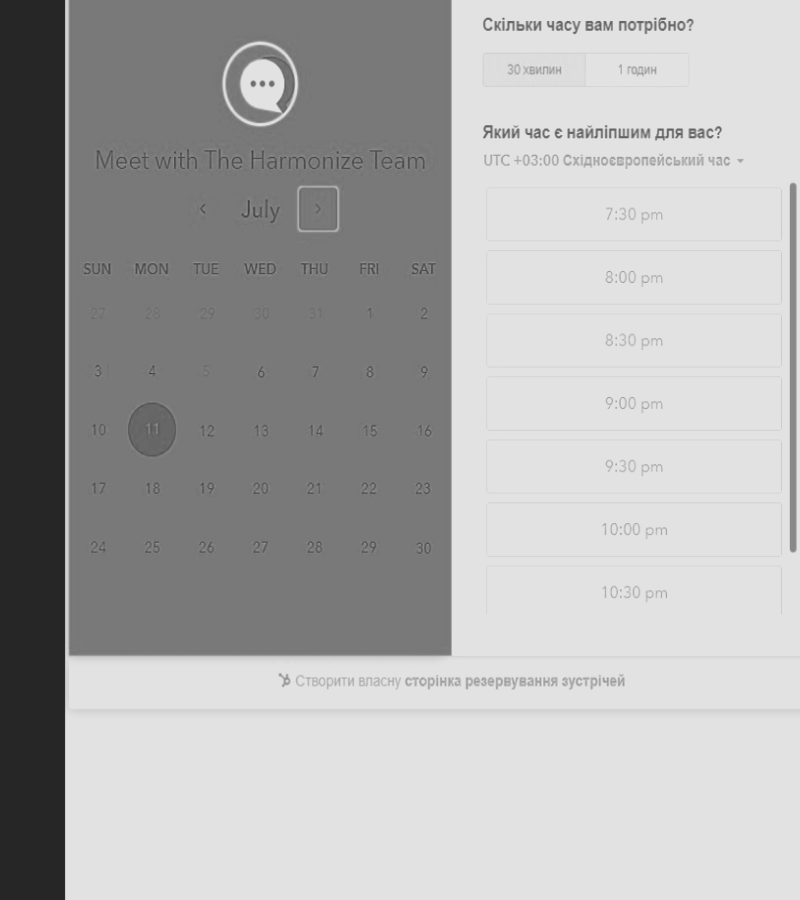 Meet with The Harmonize Team
July
SUN MON TUE WED THU FRI SAT
27 28 29 30 31 1 2
3 4 5 6 7 8 9
10 11 12 13 14 15 16
17 18 19 20 21 22 23
24 25 26 27 28 29 30
Скільки часу вам потрібно?
30 хвилин 1 годин
Який час є найліпшим для вас?
UTC +03:00 Східноєвропейський час
7:30 pm
8:00 pm
8:30 pm
9:00 pm
9:30 pm
10:00 pm
10:30 pm
Створити власну сторінка резервування зустрічей